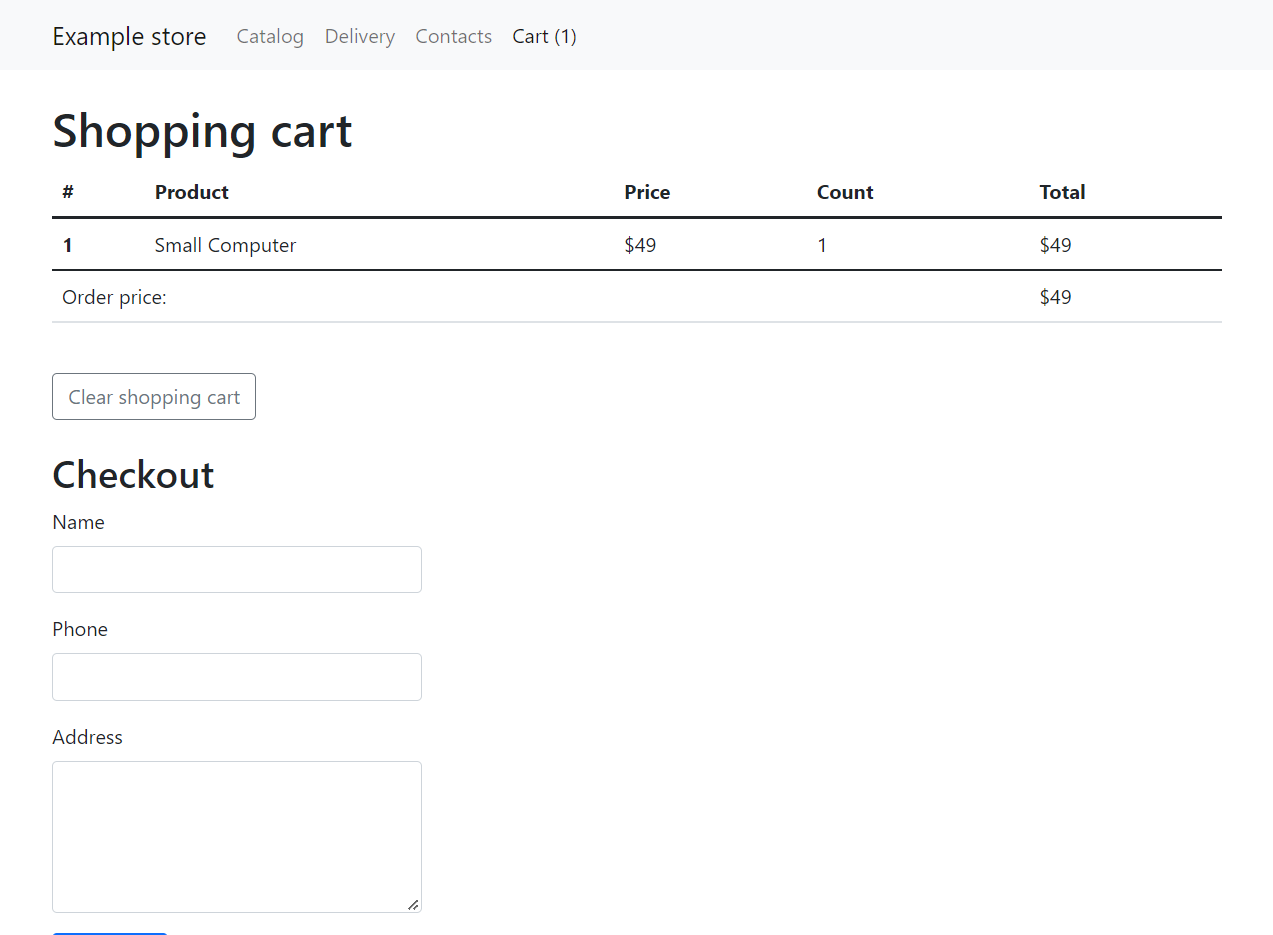 Example store Catalog Delivery Contacts Cart (1)
Shopping cart
# Product Price Count Total
1 Small Computer $49 1 $49
Order price: $49
Clear shopping cart
Checkout
Name
Phone
Address